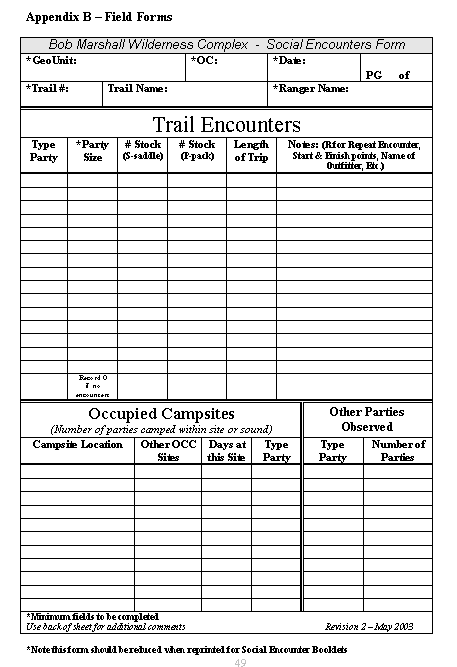 Appendix B – Field Forms
Bob Marshall Wilderness Complex - Social Encounters Form
*GeoUnit: *OC: *Date: PG of
*Trail #: Trail Name: *Ranger Name:
Trail Encounters
Type Party
*Party Size
# Stock (S-saddle)
# Stock (P-pack)
Length of Trip
Notes: (R for Repeat Encounter,
Start & Finish points, Name of
Outfitter, Etc.)
Record 0
if no
encounters
Occupied Campsites
(Number of parties camped within site or sound)
Other Parties
Observed
Campsite Location
Other OCC Sites
Days at this Site
Type Party
Type Party
Number of Parties
*Minimum fields to be completed
Use back of sheet for additional comments Revision 2 – May 2003
*Note this form should be reduced when reprinted for Social Encounter Booklets
49